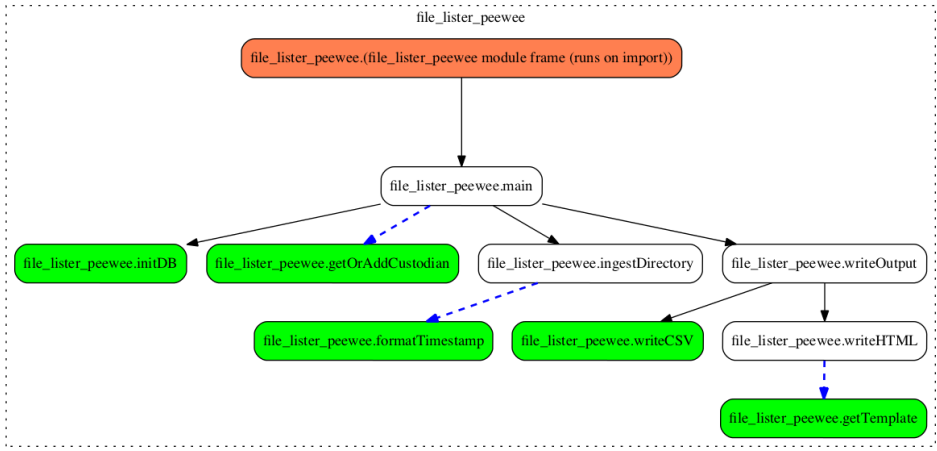 file_lister_peewee
file_lister_peewee.(file_lister_peewee module frame (runs on import))
file_lister_peewee.main
file_lister_peewee.initDB
file_lister_peewee.getOrAddCustodian
file_lister_peewee.ingestDirectory
file_lister_peewee.writeOutput
file_lister_peewee.formatTimestamp
file_lister_peewee.writeCSV
file_lister_peewee.writeHTML
file_lister_peewee.getTemplate